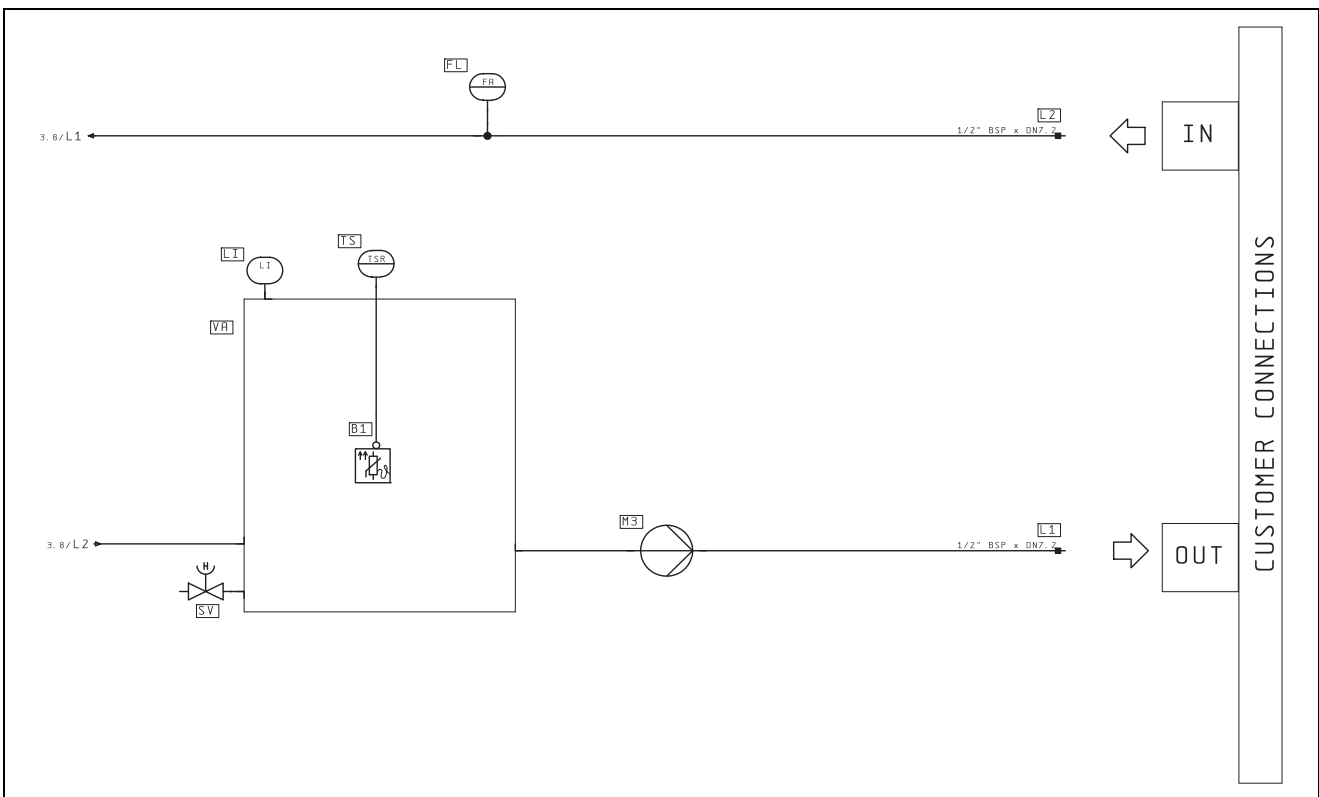 FL
FA
L2
3.8/L1
1/2" BSP x DN7.2
IN
TS
LI
TSR
LI
VA
CUSTOMER CONNECTIONS
B1
M3
L1
3.8/L2
1/2" BSP x DN7.2
OUT
H
SV